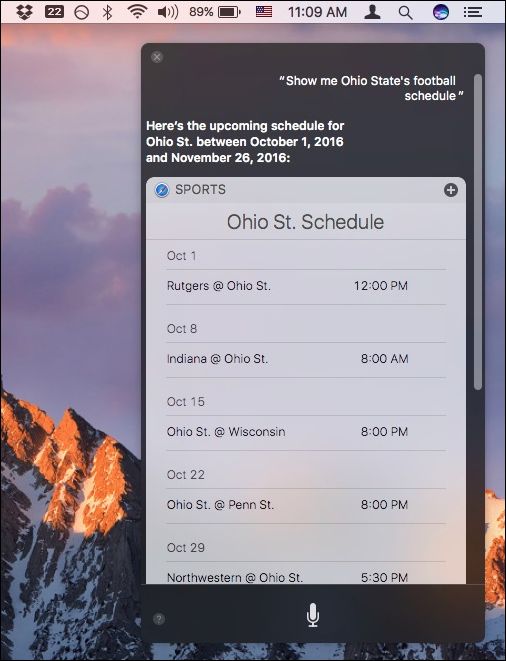 22 89% 11:09 AM
“Show me Ohio State's football
schedule”
Here's the upcoming schedule for
Ohio St. between October 1, 2016
and November 26, 2016:
SPORTS
Ohio St. Schedule
Oct 1
Rutgers @ Ohio St. 12:00 PM
Oct 8
Indiana @ Ohio St. 8:00 AM
Oct 15
Ohio St. @ Wisconsin 8:00 PM
Oct 22
Ohio St. @ Penn St. 8:00 PM
Oct 29
Northwestern @ Ohio St. 5:30 PM
?